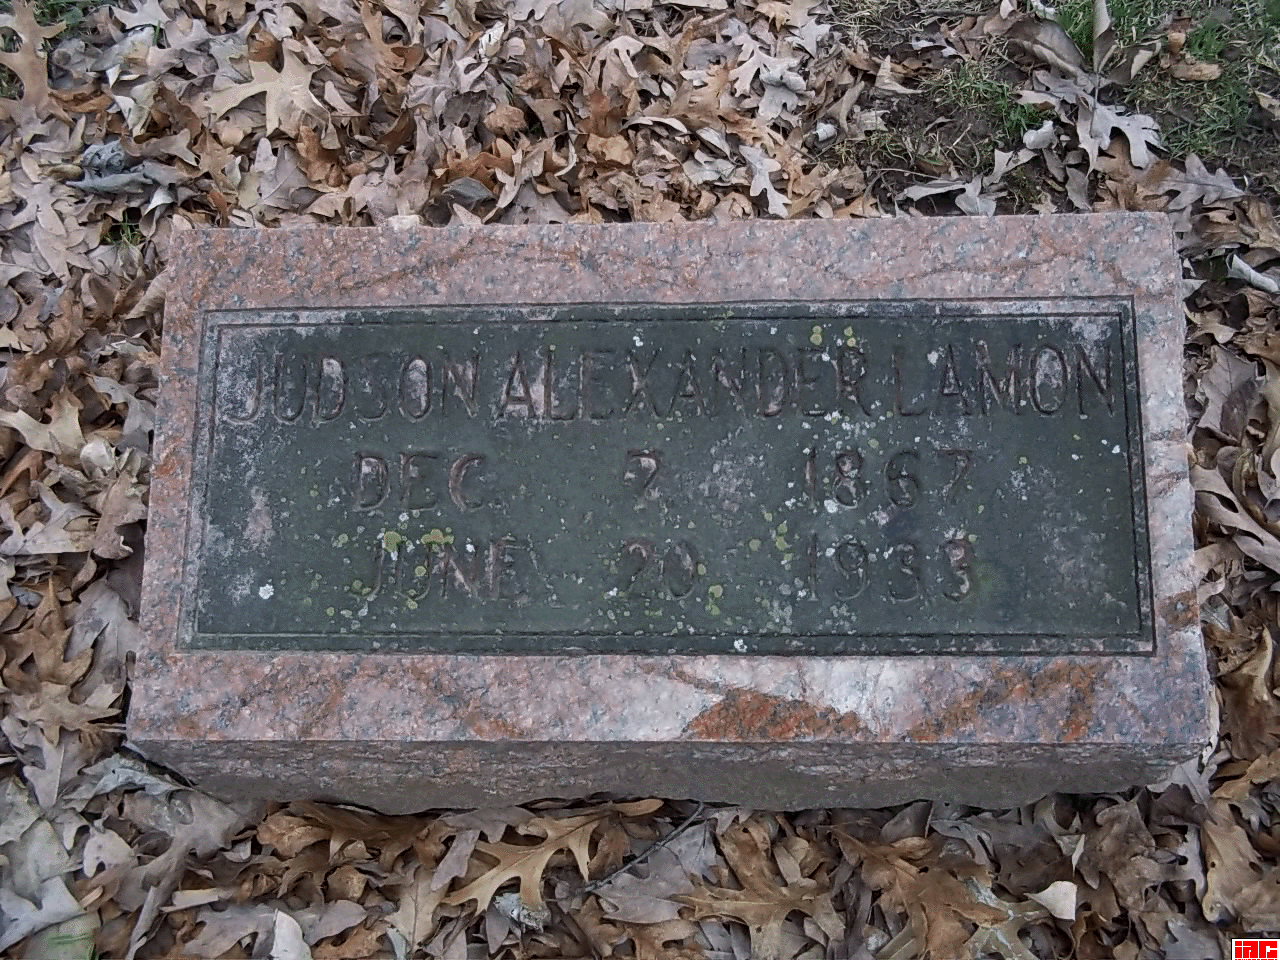 JUDSON ALEXANDER LAMON
DEC. 7 1867
JUNE 20 1933